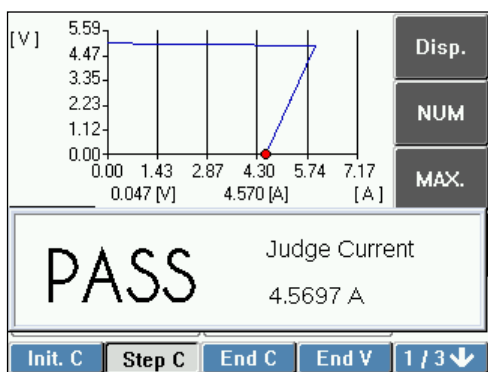 [V]
5.59
4.47
3.35
2.23
1.12
0.00
0.00 1.43 2.87 4.30 5.74 7.17
0.047 [V] 4.570 [A] [A]
Disp.
NUM
MAX.
PASS
Judge Current
4.5697 A
Init. C Step C End C End V 1/3